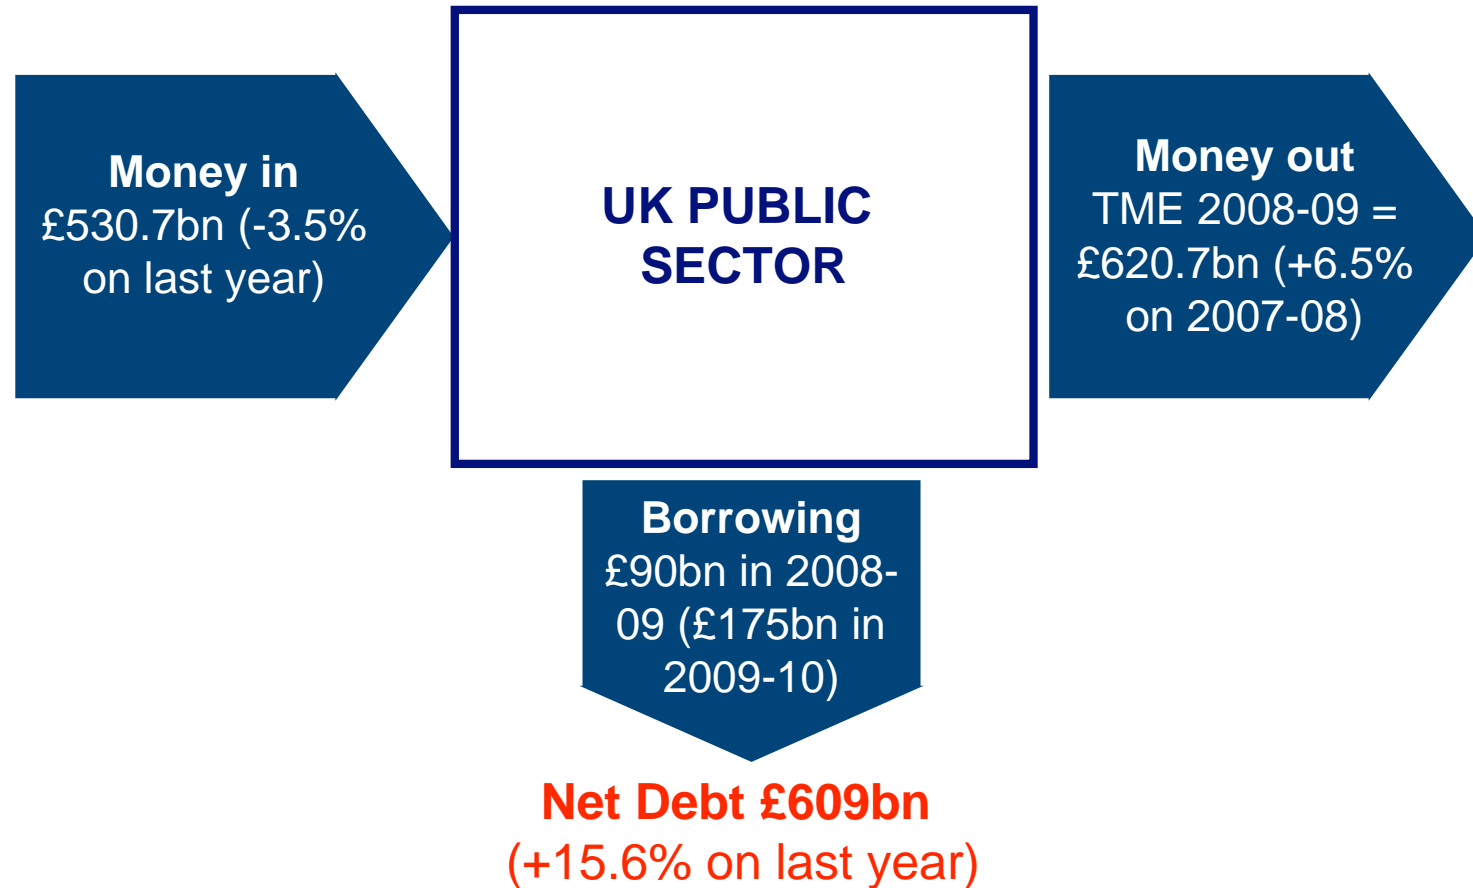 Money in
£530.7bn (-3.5%
on last year)
UK PUBLIC
SECTOR
Money out
TME 2008-09 =
£620.7bn (+6.5%
on 2007-08)
Borrowing
£90bn in 2008-
09 (£175bn in
2009-10)
Net Debt £609bn
(+15.6% on last year)